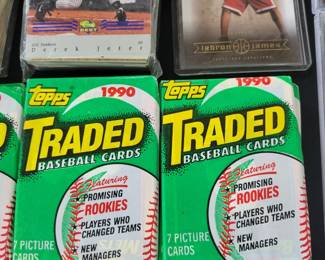 CLASSIC
BEST
Derek Jeter
LeBRON JAMES
1990
Topps
TRADED
BASEBALL CARDS
Featuring
• PROMISING
ROOKIES
• PLAYERS WHO
CHANGED TEAMS
• NEW
MANAGERS
7 PICTURE
CARDS
1990
Topps
TRADED
BASEBALL CARDS
Featuring
• PROMISING
ROOKIES
• PLAYERS WHO
CHANGED TEAMS
• NEW
MANAGERS
7 PICTURE
CARDS